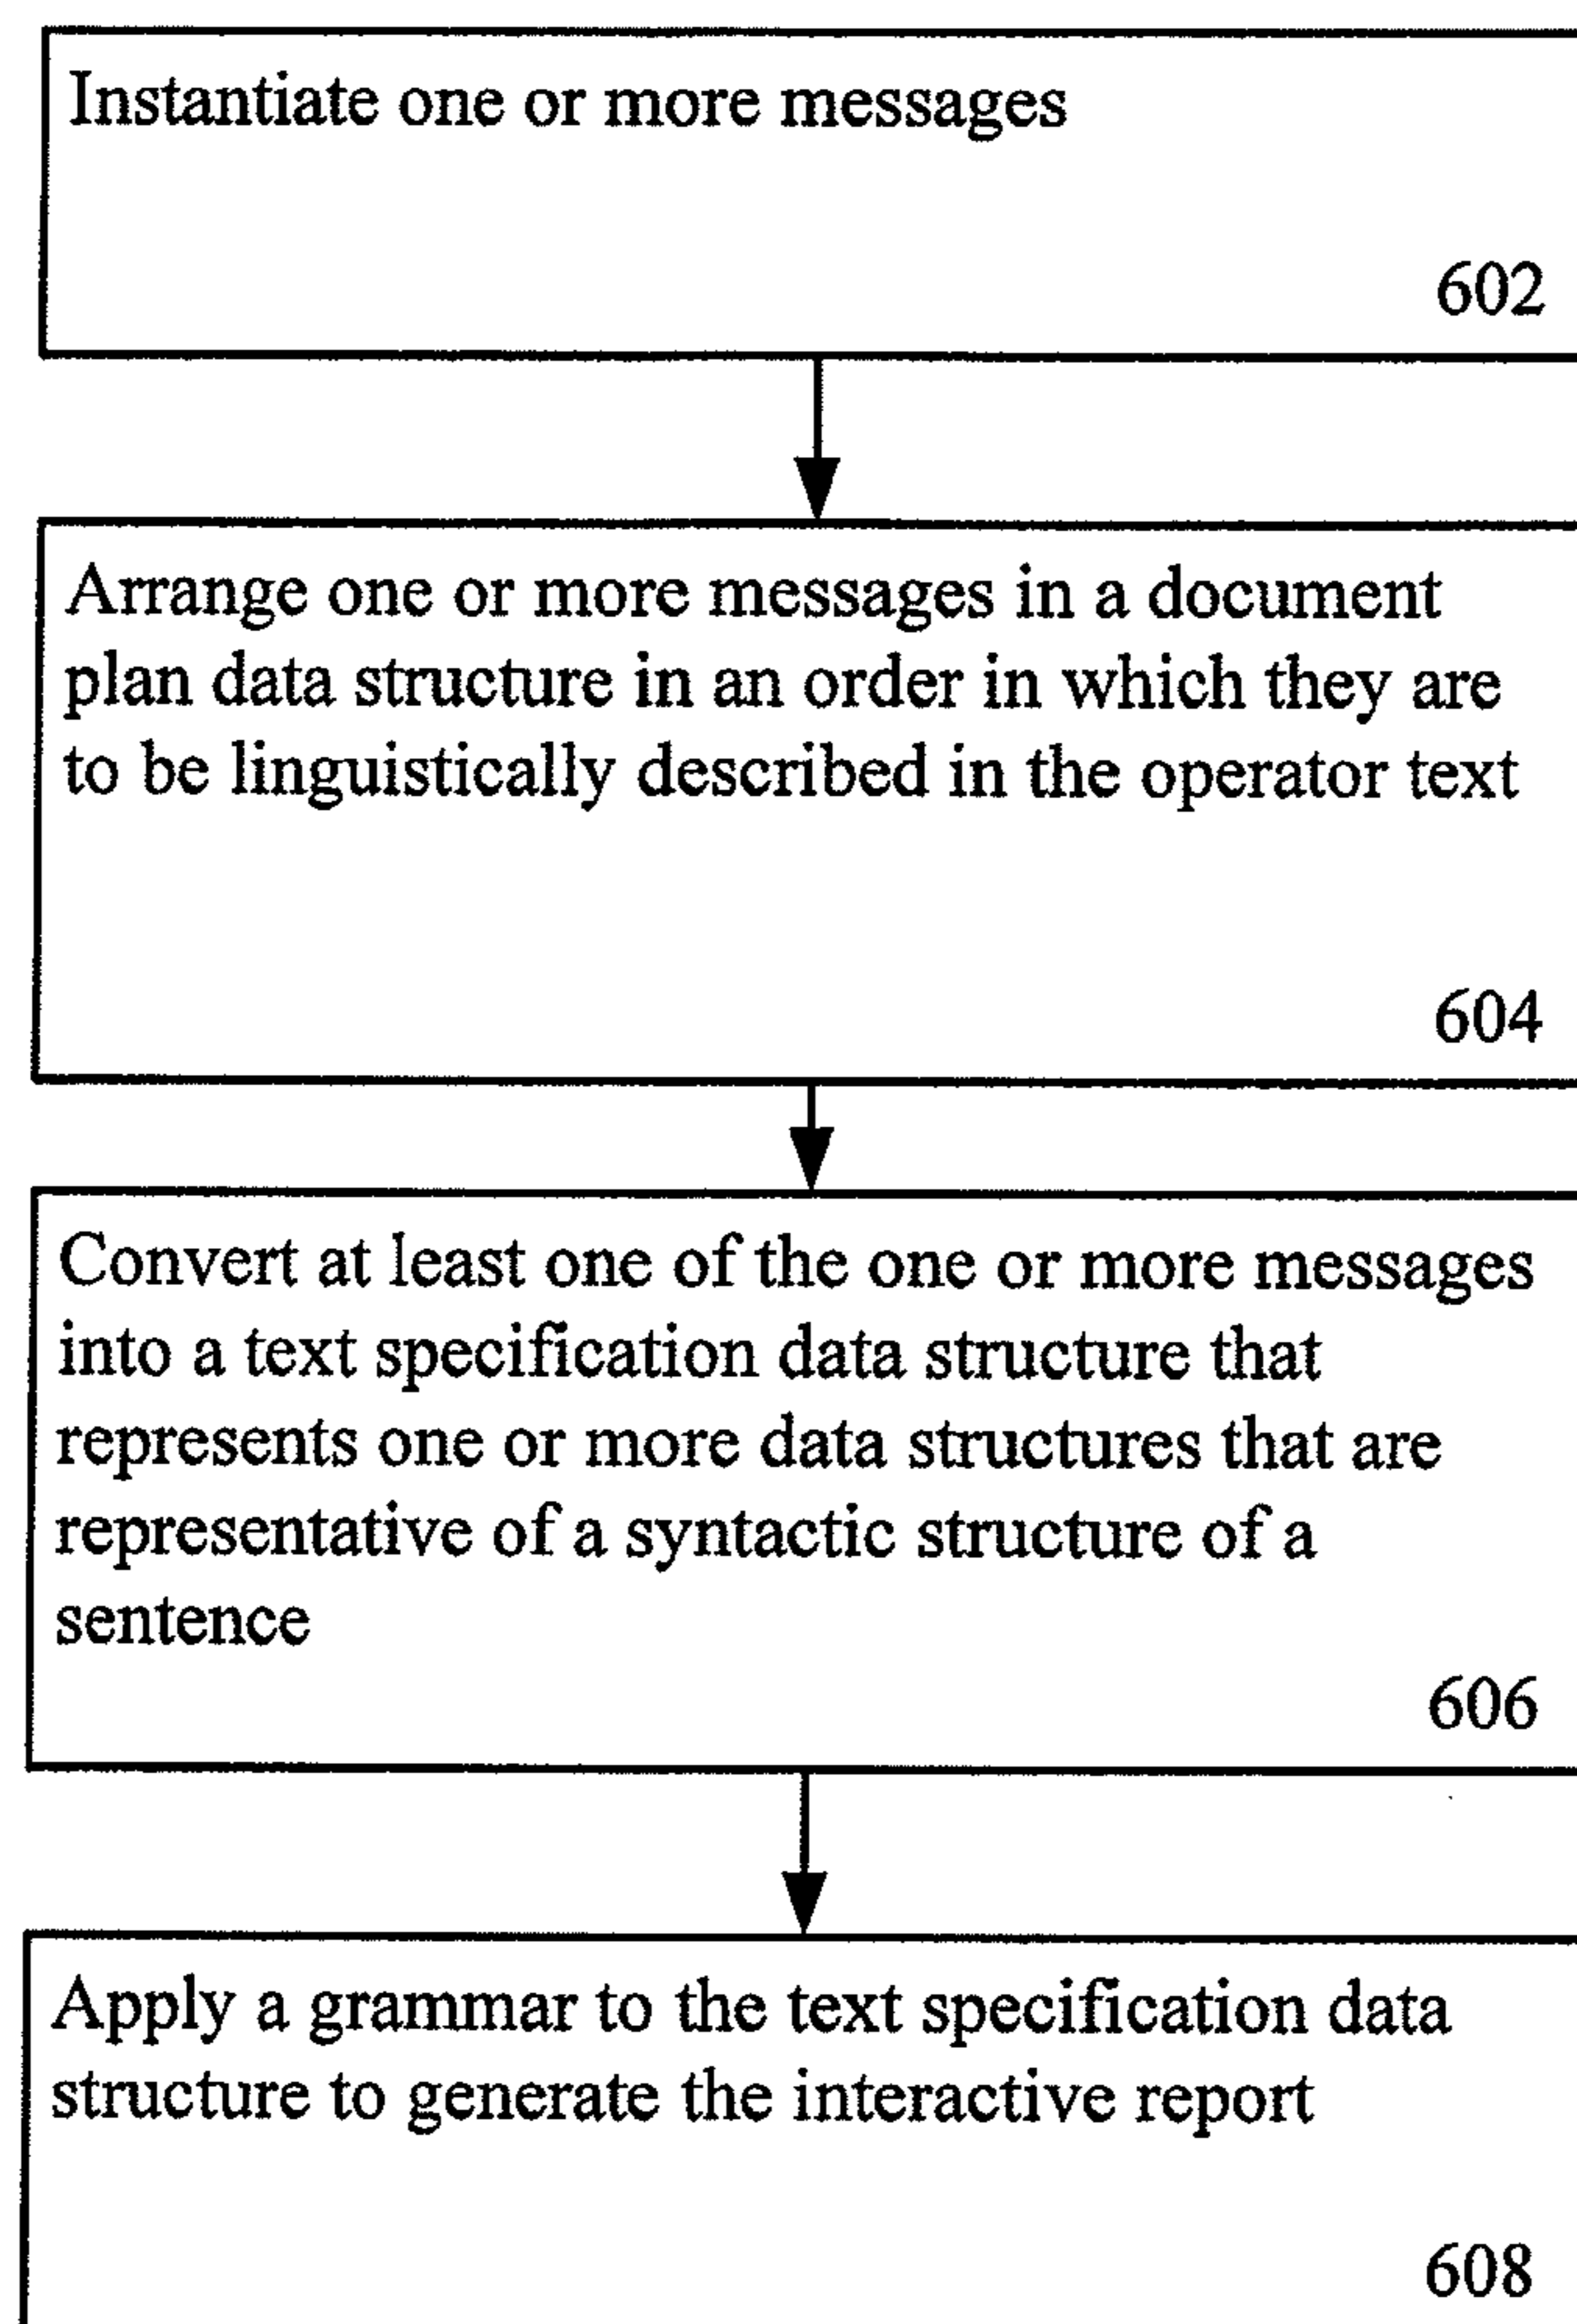 Instantiate one or more messages
602
Arrange one or more messages in a document
plan data structure in an order in which they are
to be linguistically described in the operator text
604
Convert at least one of the one or more messages
into a text specification data structure that
represents one or more data structures that are
representative of a syntactic structure of a
sentence
606
Apply a grammar to the text specification data
structure to generate the interactive report
608